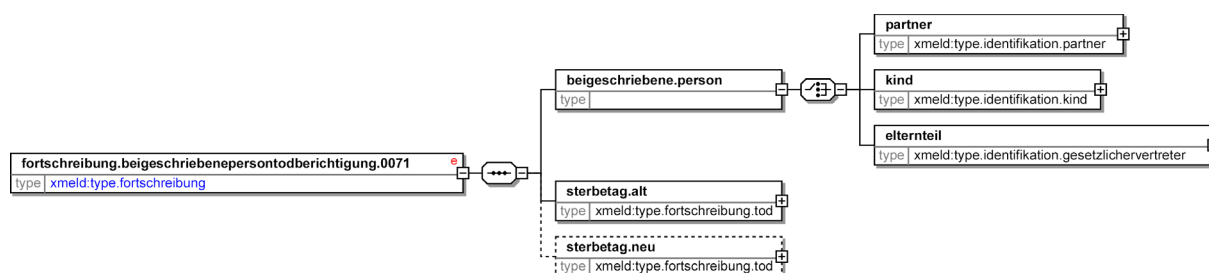 partner
type xmeld:type.identifikation.partner
beigeschriebene.person
type
kind
type xmeld:type.identifikation.kind
elternteil
type xmeld:type.identifikation.gesetzlichervertreter
fortschreibung.beigeschriebenepersontodberichtigung.0071 e
type xmeld:type.fortschreibung
sterbetag.alt
type xmeld:type.fortschreibung.tod
sterbetag.neu
type xmeld:type.fortschreibung.tod